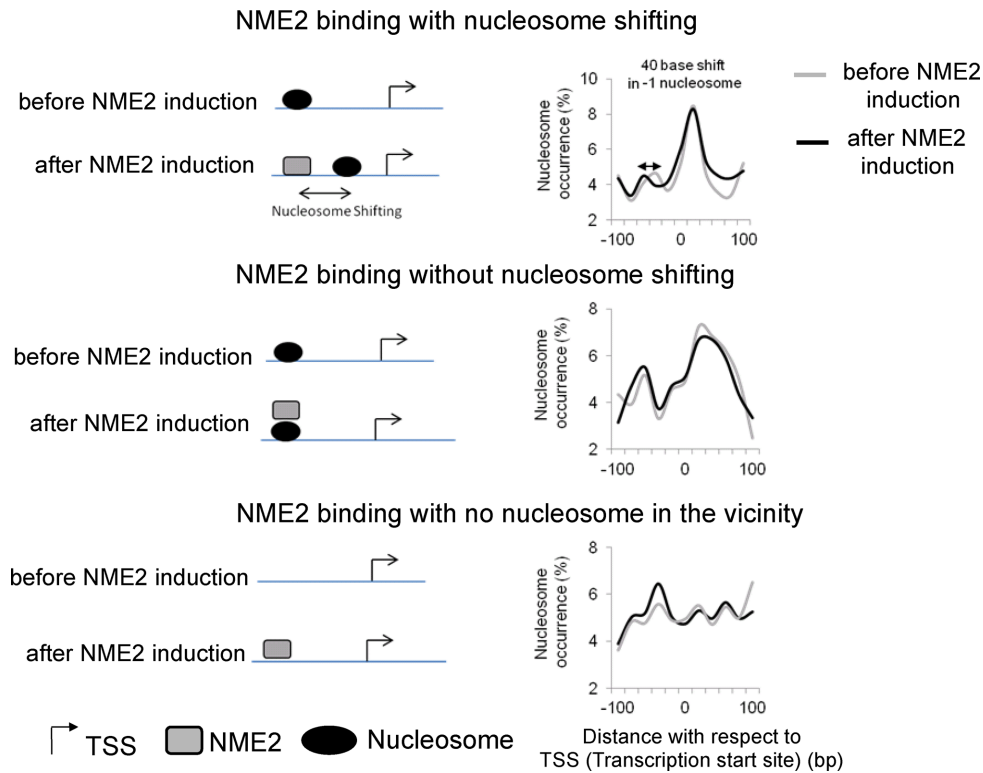 NME2 binding with nucleosome shifting
before NME2 induction
after NME2 induction
Nucleosome Shifting
40 base shift
in -1 nucleosome
Nucleosome
occurrence (%)
10
8
6
4
2
-100
0
100
before NME2
induction
after NME2
induction
NME2 binding without nucleosome shifting
before NME2 induction
after NME2 induction
Nucleosome
occurrence (%)
8
6
4
2
-100
0
100
NME2 binding with no nucleosome in the vicinity
before NME2 induction
after NME2 induction
Nucleosome
occurrence (%)
8
6
4
2
-100
0
100
TSS
NME2
Nucleosome
Distance with respect to
TSS (Transcription start site) (bp)